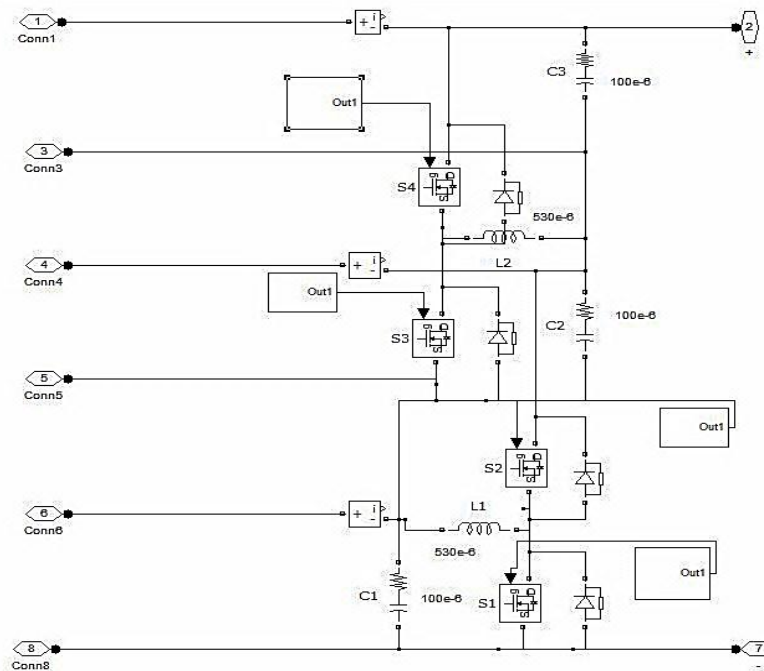 1
Conn1
+ i -
2
+
C3
100e-6
Out1
3
Conn3
S4
530e-6
L2
4
Conn4
+ i -
Out1
S3
C2
100e-6
5
Conn5
Out1
S2
6
Conn6
+ i -
L1
530e-6
Out1
C1
100e-6
S1
8
Conn8
7